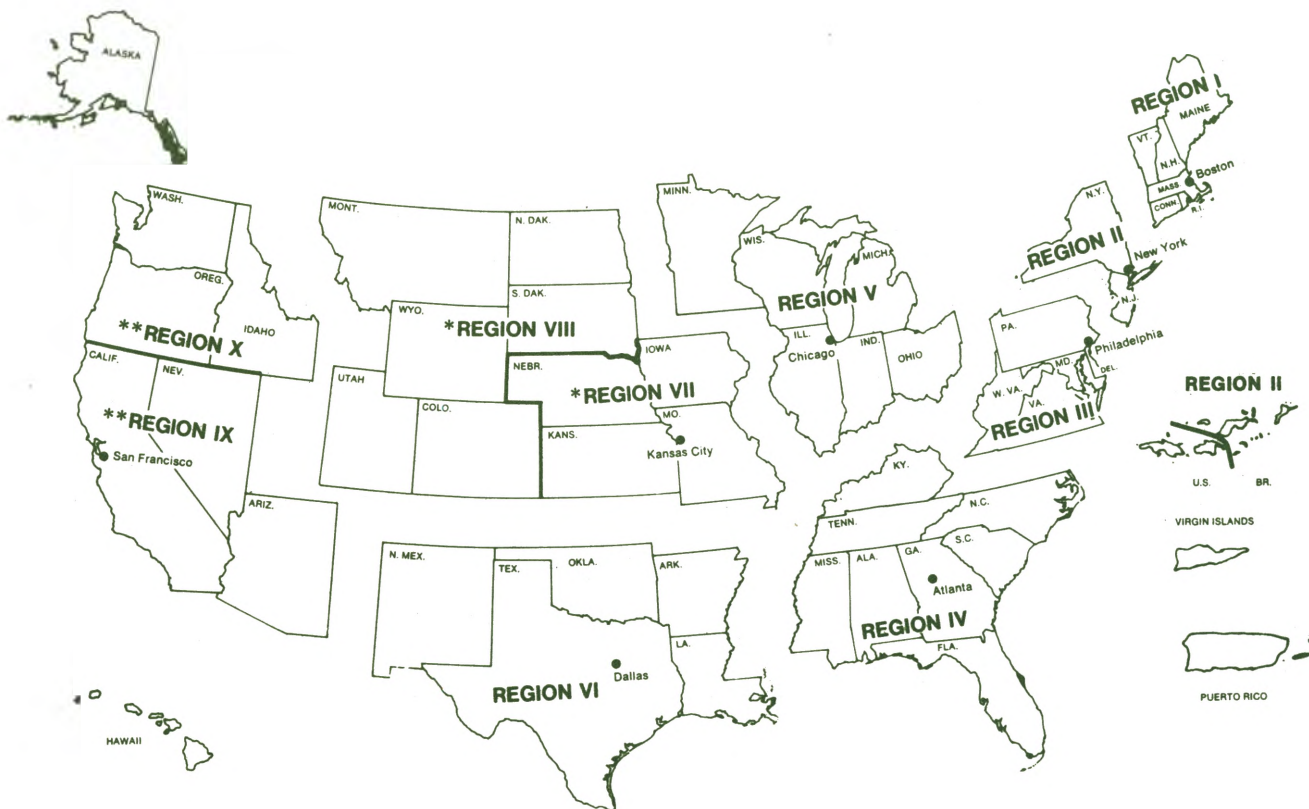 ALASKA
REGION I
MAINE
VT.
N.H.
Boston
MASS.
CONN.
R.I.
WASH.
MONT.
N. DAK.
MINN.
N.Y.
WIS.
MICH.
REGION II
New York
OREG.
S. DAK.
REGION V
N.J.
**REGION X
IDAHO
WYO.
*REGION VIII
PA.
CALIF.
NEV.
NEBR.
IOWA
ILL.
Chicago
IND.
OHIO
Philadelphia
MD.
DEL.
UTAH
COLO.
*REGION VII
W. VA.
VA.
REGION III
REGION II
**REGION IX
San Francisco
KANS.
MO.
Kansas City
KY.
U.S.
BR.
VIRGIN ISLANDS
ARIZ.
TENN.
N.C.
S.C.
N. MEX.
TEX.
OKLA.
ARK.
MISS.
ALA.
GA.
Atlanta
REGION IV
LA.
FLA.
Dallas
REGION VI
PUERTO RICO
HAWAII